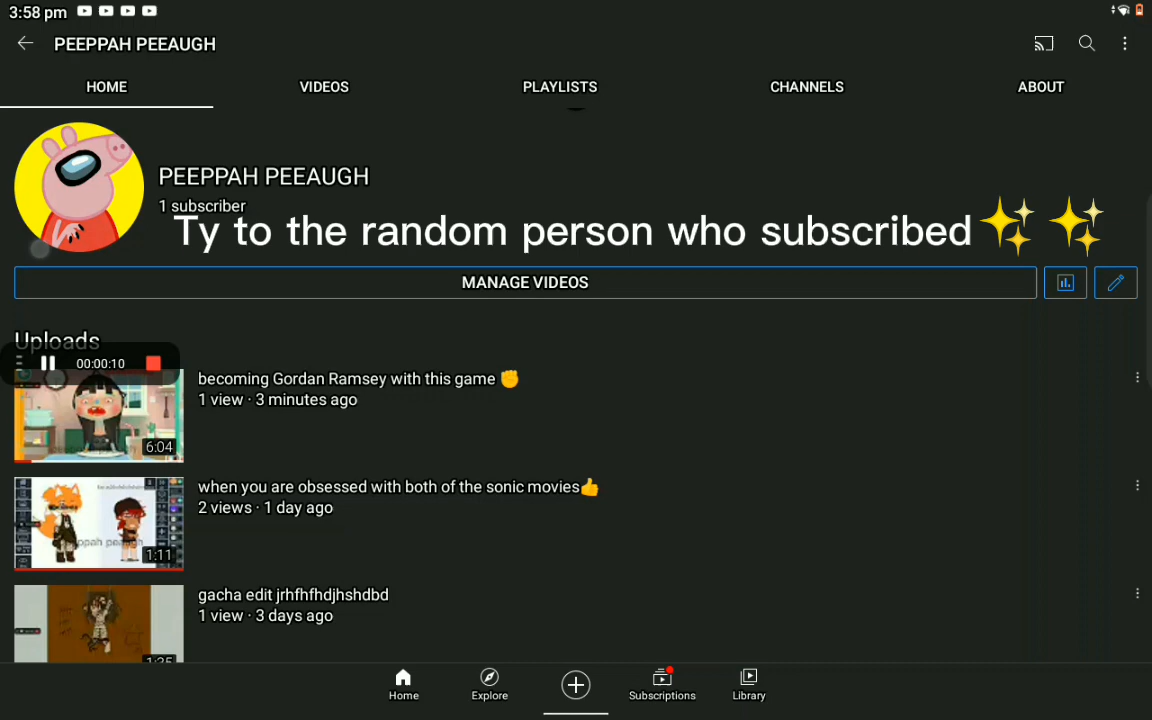 3:58 pm
PEEPPAH PEEAUGH
HOME
VIDEOS
PLAYLISTS
CHANNELS
ABOUT
PEEPPAH PEEAUGH
1 subscriber
Ty to the random person who subscribed✨ ✨
MANAGE VIDEOS
Uploads
00:00:10
becoming Gordan Ramsey with this game ✊
1 view · 3 minutes ago
6:04
when you are obsessed with both of the sonic movies👍
2 views · 1 day ago
1:11
gacha edit jrhfhfhdjhshdbd
1 view · 3 days ago
Home
Explore
Subscriptions
Library